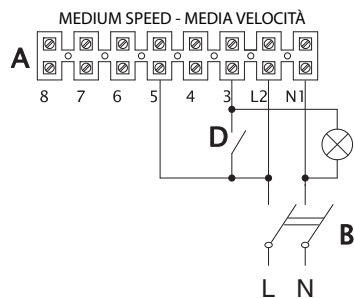 MEDIUM SPEED - MEDIA VELOCITÀ
A
8 7 6 5 4 3 L2 N1
D
B
L N